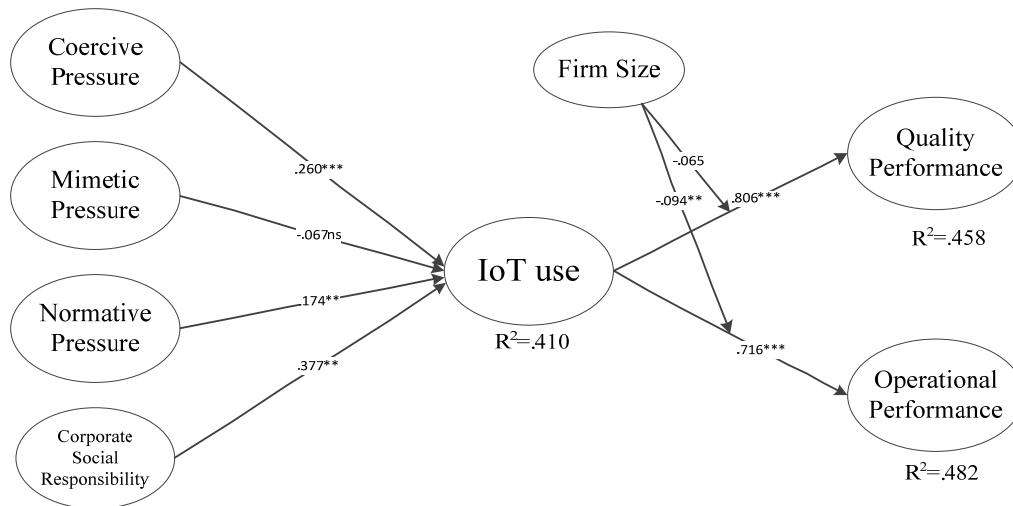 Coercive
Pressure
Mimetic
Pressure
Normative
Pressure
Corporate
Social
Responsibility
.260***
-.067ns
.174**
.377**
IoT use
R²=.410
Firm Size
-.065
-.094**
.806***
.716***
Quality
Performance
R²=.458
Operational
Performance
R²=.482